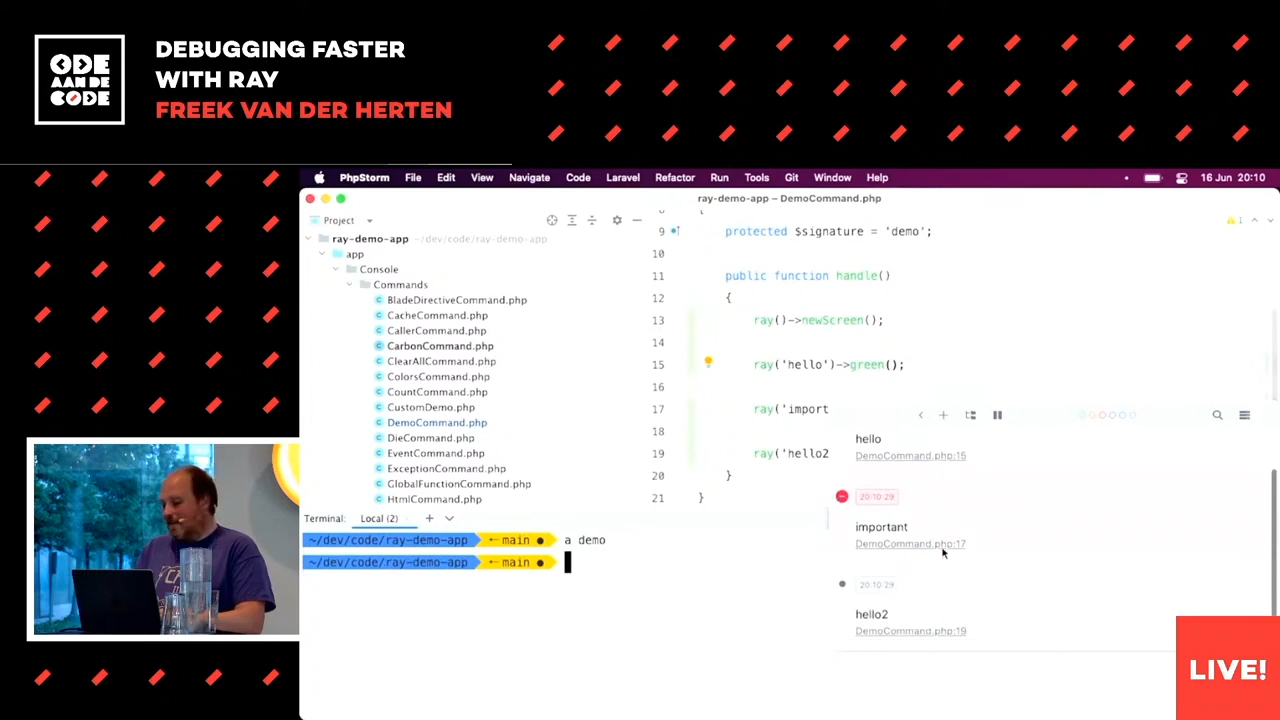 ODE
AAN DE
CODE
DEBUGGING FASTER
WITH RAY
FREEK VAN DER HERTEN
PhpStorm File Edit View Navigate Code Laravel Refactor Run Tools Git Window Help 16 Jun 20:10
ray-demo-app – DemoCommand.php
Project
ray-demo-app ~/dev/code/ray-demo-app
app
Console
Commands
BladeDirectiveCommand.php
CacheCommand.php
CallerCommand.php
CarbonCommand.php
ClearAllCommand.php
ColorsCommand.php
CountCommand.php
CustomDemo.php
DemoCommand.php
DieCommand.php
EventCommand.php
ExceptionCommand.php
GlobalFunctionCommand.php
HtmlCommand.php
{
9 protected $signature = 'demo';
10
11 public function handle()
12 {
13 ray()->newScreen();
14
15 ray('hello')->green();
16
17 ray('import
18
19 ray('hello2
20 }
21 }
1
hello
DemoCommand.php:15
20:10:29
important
DemoCommand.php:17
20:10:29
hello2
DemoCommand.php:19
Terminal: Local (2) +
~/dev/code/ray-demo-app main ● a demo
~/dev/code/ray-demo-app main ●
LIVE!